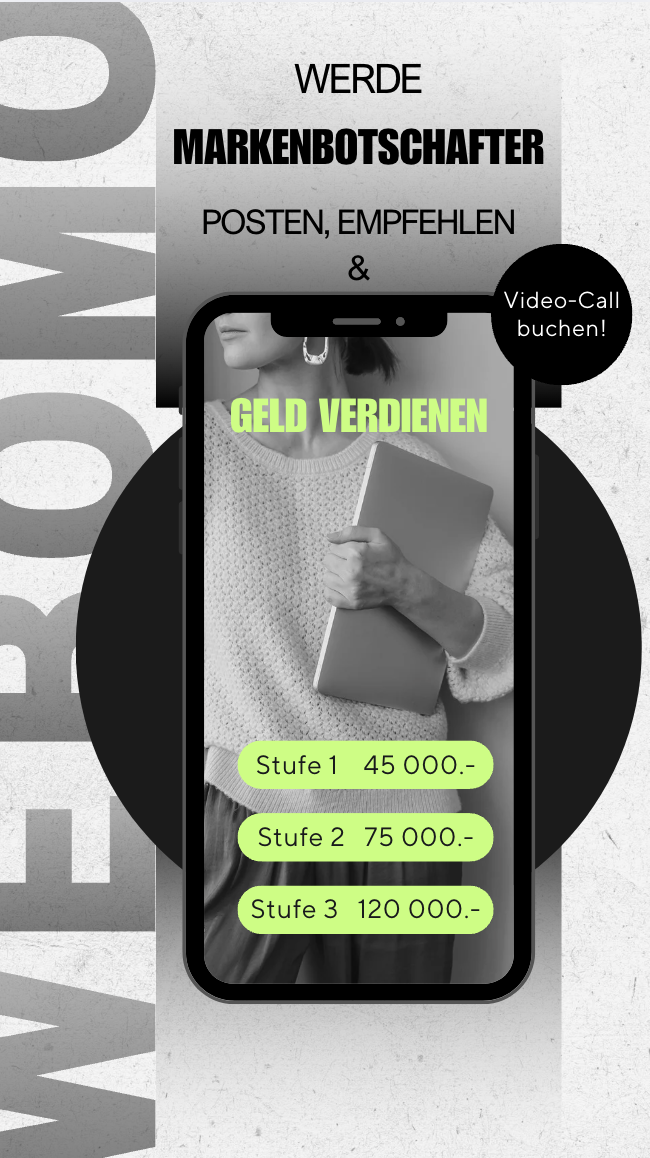 WERDE
MARKENBOTSCHAFTER
POSTEN, EMPFEHLEN
&
Video-Call
buchen!
GELD VERDIENEN
Stufe 1 45 000.-
Stufe 2 75 000.-
Stufe 3 120 000.-
WEBOMO